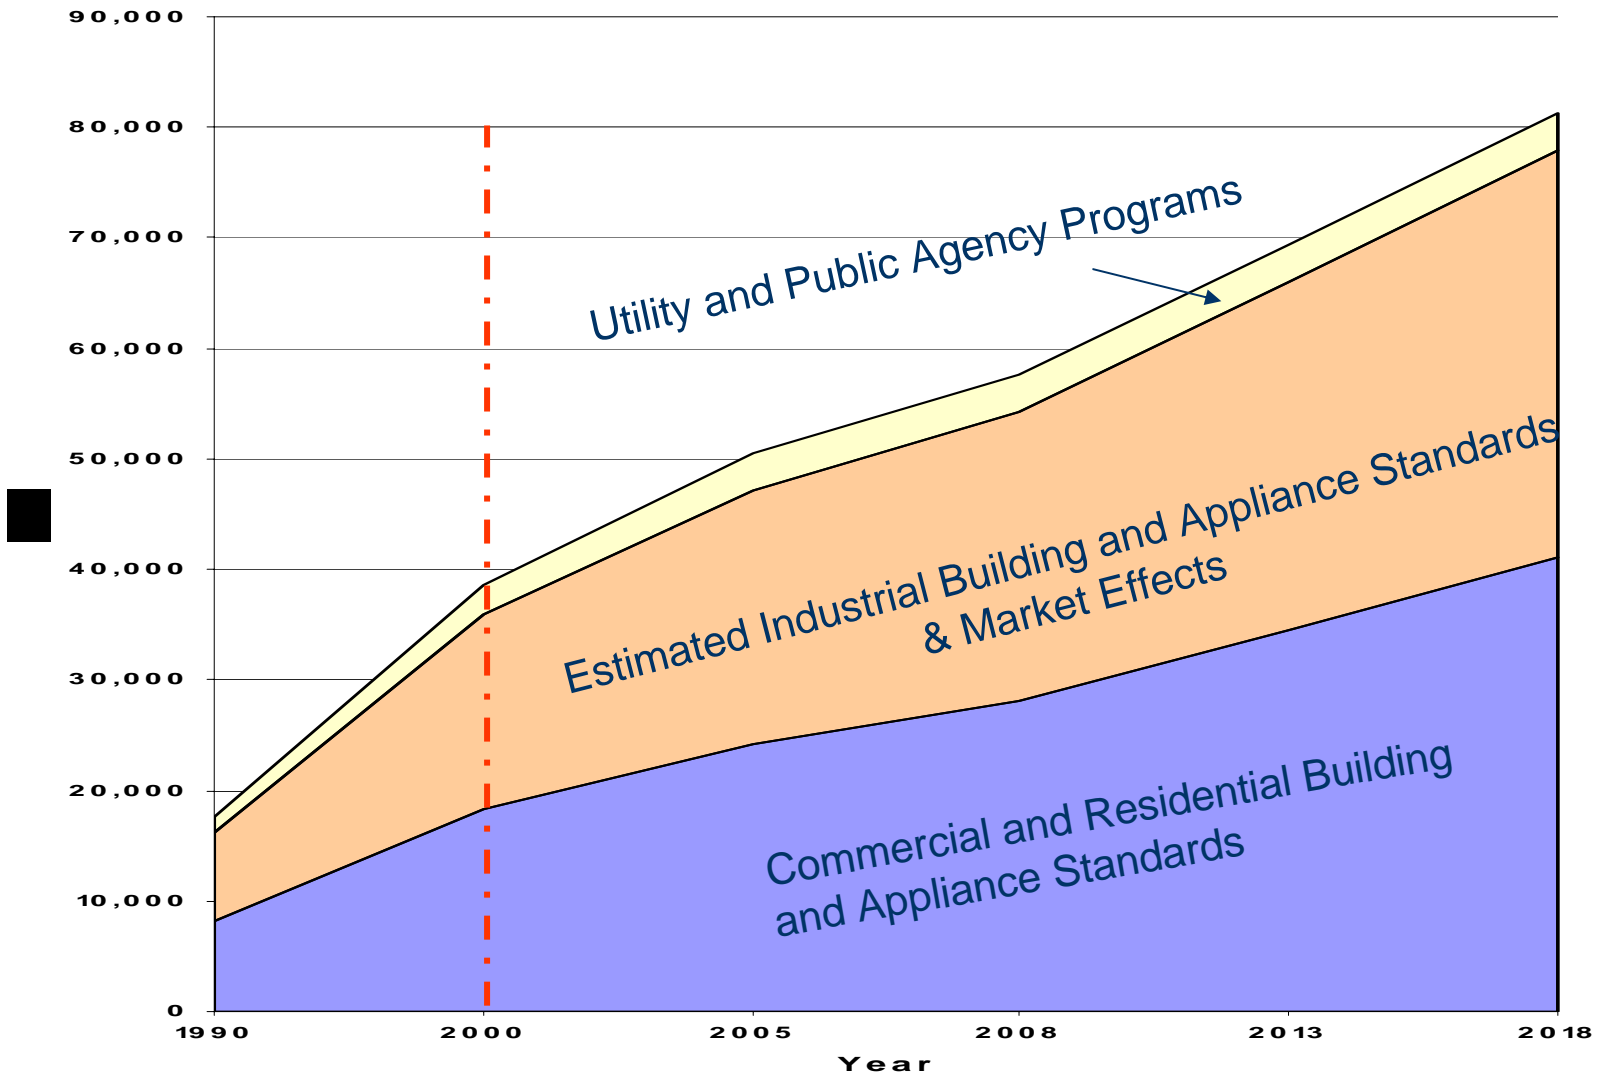 90,000
80,000
70,000
60,000
50,000
40,000
30,000
20,000
10,000
0
Utility and Public Agency Programs
Estimated Industrial Building and Appliance Standards
& Market Effects
Commercial and Residential Building
and Appliance Standards
1990 2000 2005 2008 2013 2018
Year